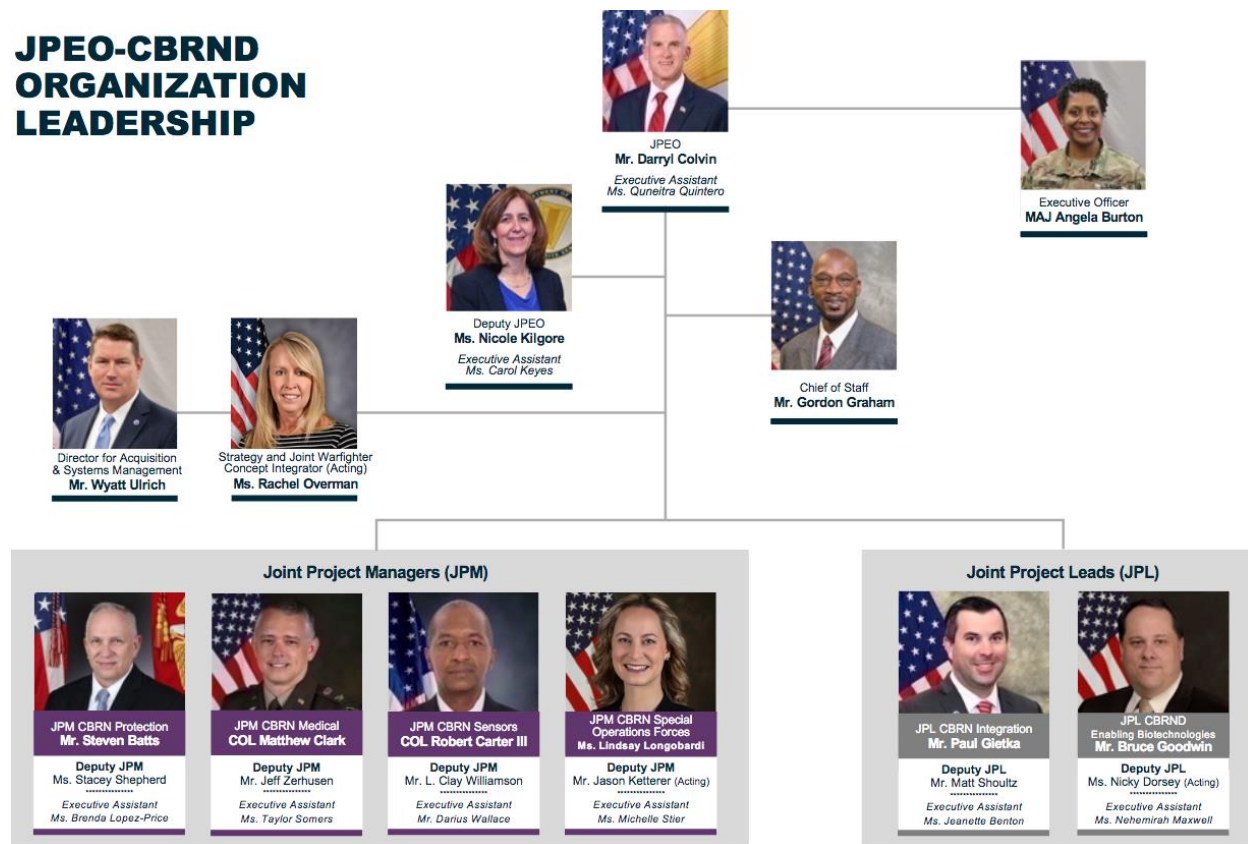 JPEO-CBRND
ORGANIZATION
LEADERSHIP
JPEO
Mr. Darryl Colvin
Executive Assistant
Ms. Quneitra Quintero
Executive Officer
MAJ Angela Burton
Deputy JPEO
Ms. Nicole Kilgore
Executive Assistant
Ms. Carol Keyes
Chief of Staff
Mr. Gordon Graham
Director for Acquisition
& Systems Management
Mr. Wyatt Ulrich
Strategy and Joint Warfighter
Concept Integrator (Acting)
Ms. Rachel Overman
Joint Project Managers (JPM)
JPM CBRN Protection
Mr. Steven Batts
Deputy JPM
Ms. Stacey Shepherd
Executive Assistant
Ms. Brenda Lopez-Price
JPM CBRN Medical
COL Matthew Clark
Deputy JPM
Mr. Jeff Zerhusen
Executive Assistant
Ms. Taylor Somers
JPM CBRN Sensors
COL Robert Carter III
Deputy JPM
Mr. L. Clay Williamson
Executive Assistant
Mr. Darius Wallace
JPM CBRN Special
Operations Forces
Ms. Lindsay Longobardi
Deputy JPM
Mr. Jason Ketterer (Acting)
Executive Assistant
Ms. Michelle Stier
Joint Project Leads (JPL)
JPL CBRN Integration
Mr. Paul Gietka
Deputy JPL
Mr. Matt Shoultz
Executive Assistant
Ms. Jeanette Benton
JPL CBRND
Enabling Biotechnologies
Mr. Bruce Goodwin
Deputy JPL
Ms. Nicky Dorsey (Acting)
Executive Assistant
Ms. Nehemirah Maxwell